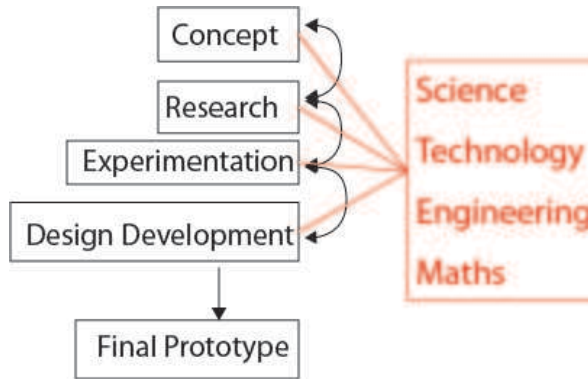 Concept
Research
Experimentation
Design Development
Final Prototype
Science
Technology
Engineering
Maths